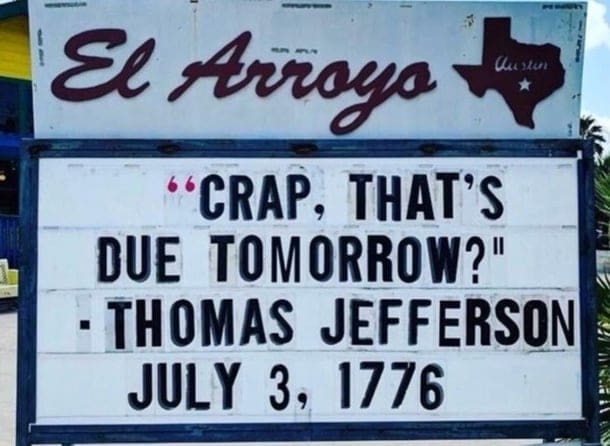 El Arroyo
Austin
“CRAP, THAT'S
DUE TOMORROW?"
- THOMAS JEFFERSON
JULY 3, 1776